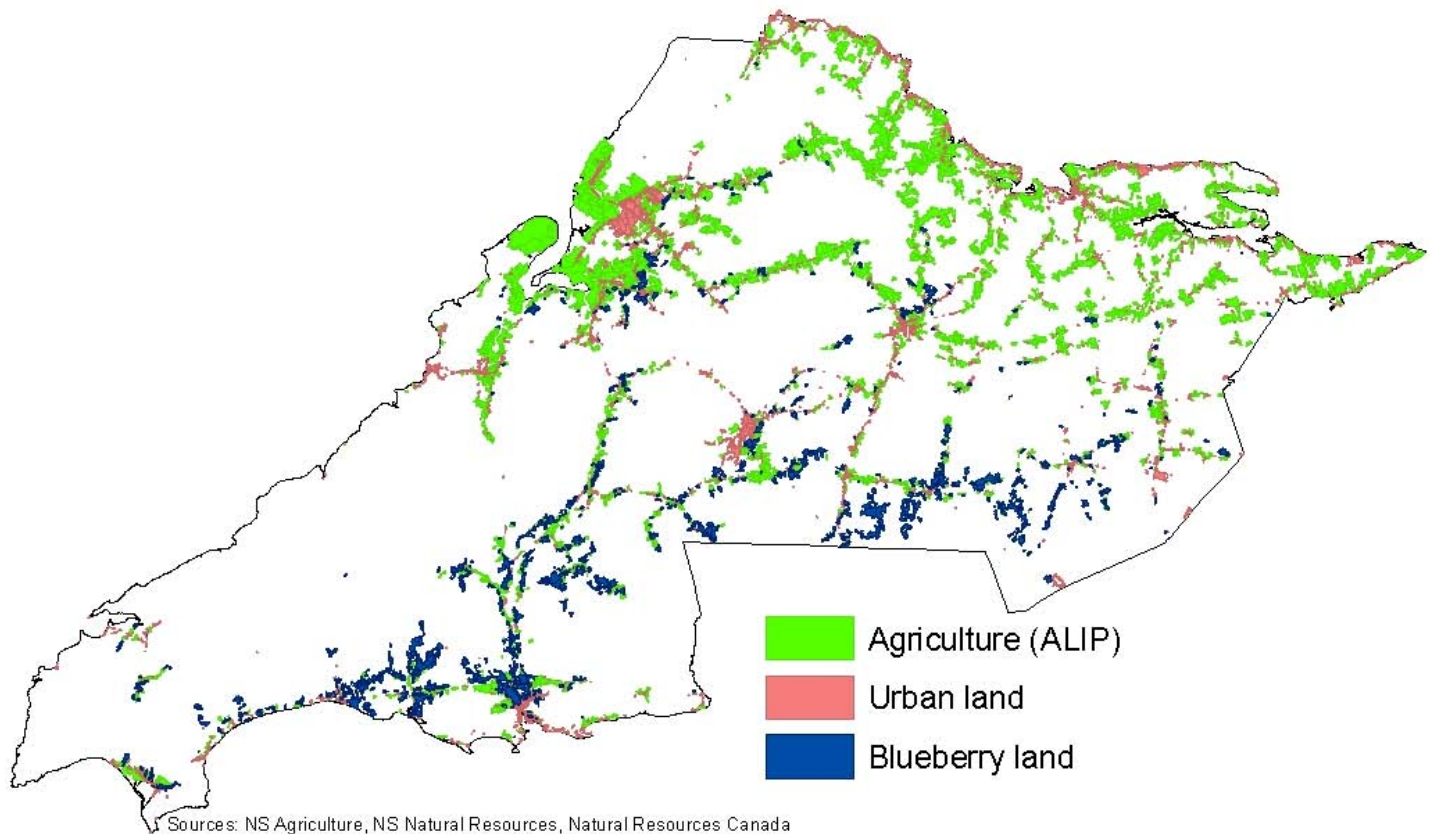 Agriculture (ALIP)
Urban land
Blueberry land
Sources: NS Agriculture, NS Natural Resources, Natural Resources Canada